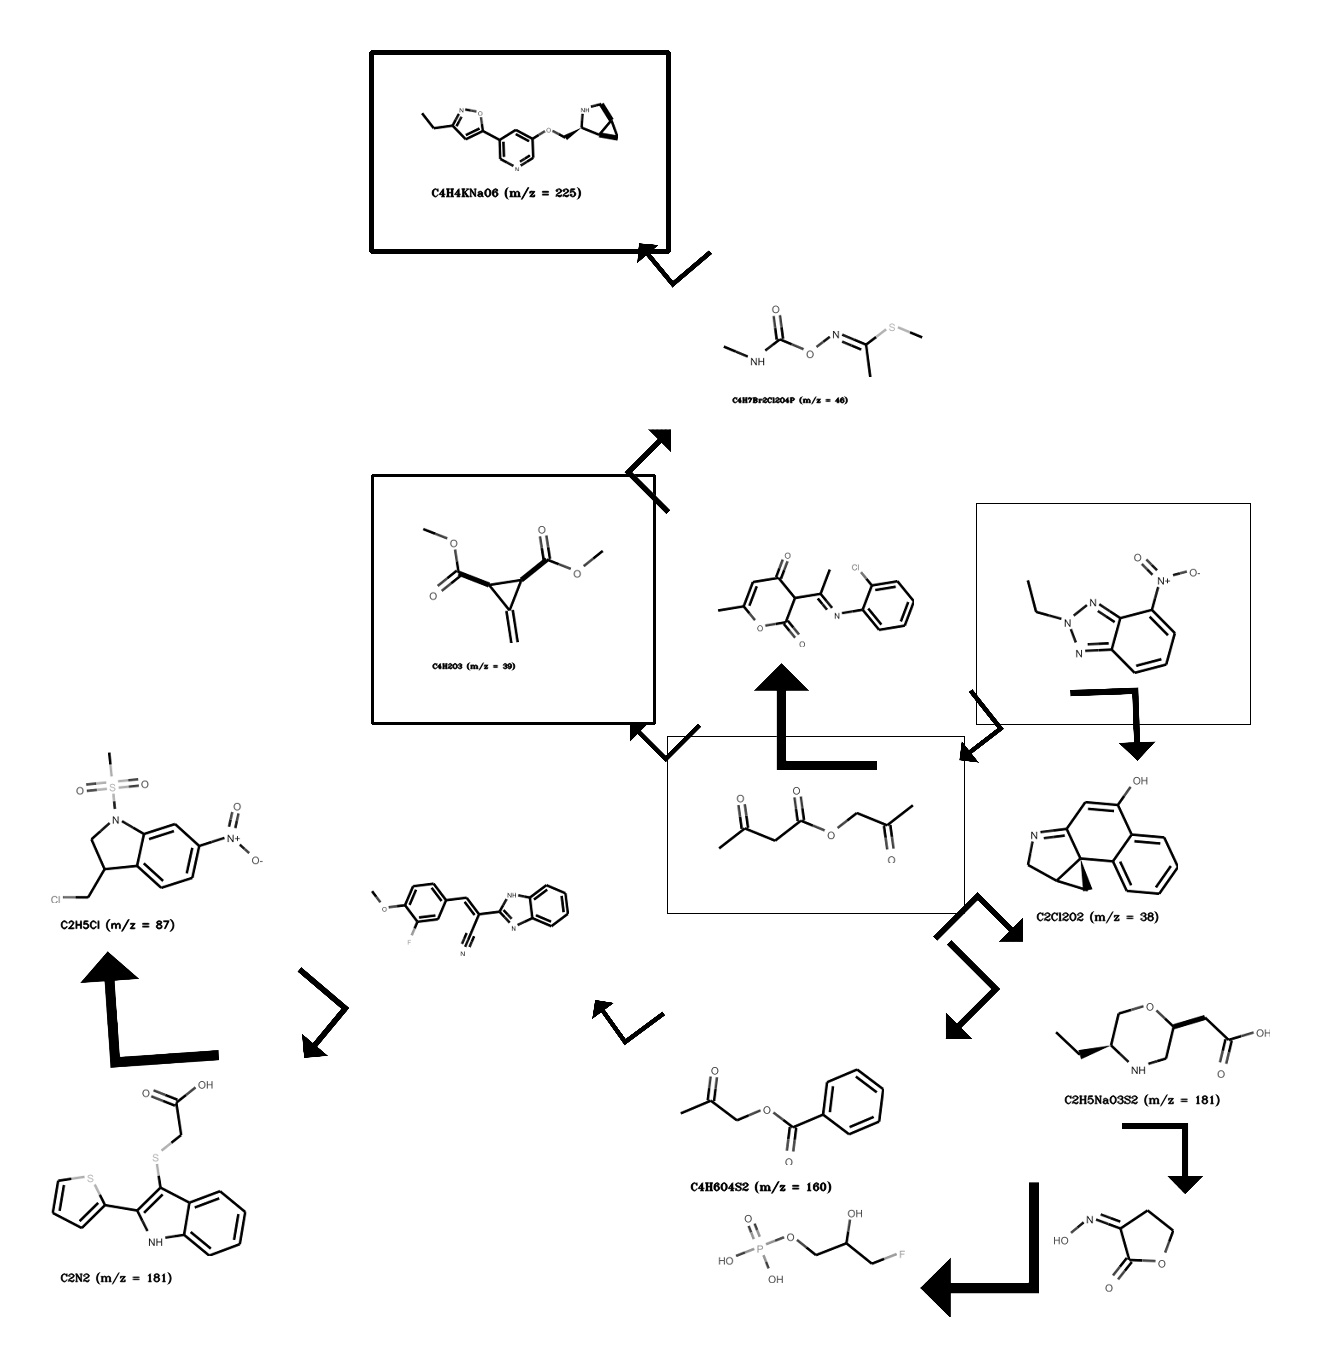 C4H4KNaO6 (m/z = 225)
C4H7Br2Cl2O4P (m/z = 46)
C4H2O3 (m/z = 39)
C2H5Cl (m/z = 87)
C2Cl2O2 (m/z = 38)
C2H5NaO3S2 (m/z = 181)
C4H6O4S2 (m/z = 160)
C2N2 (m/z = 181)